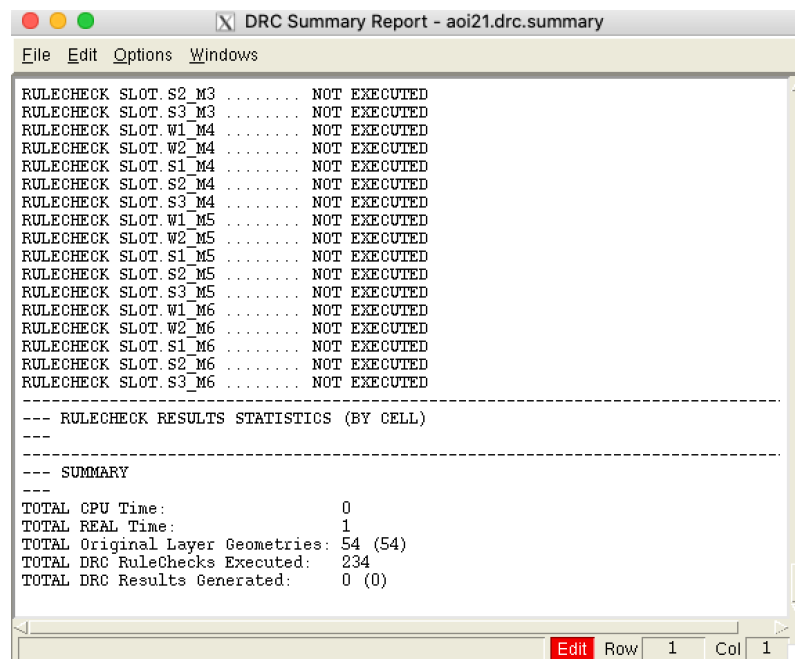 DRC Summary Report - aoi21.drc.summary
File Edit Options Windows
RULECHECK SLOT.S2_M3 ........ NOT EXECUTED
RULECHECK SLOT.S3_M3 ........ NOT EXECUTED
RULECHECK SLOT.W1_M4 ........ NOT EXECUTED
RULECHECK SLOT.W2_M4 ........ NOT EXECUTED
RULECHECK SLOT.S1_M4 ........ NOT EXECUTED
RULECHECK SLOT.S2_M4 ........ NOT EXECUTED
RULECHECK SLOT.S3_M4 ........ NOT EXECUTED
RULECHECK SLOT.W1_M5 ........ NOT EXECUTED
RULECHECK SLOT.W2_M5 ........ NOT EXECUTED
RULECHECK SLOT.S1_M5 ........ NOT EXECUTED
RULECHECK SLOT.S2_M5 ........ NOT EXECUTED
RULECHECK SLOT.S3_M5 ........ NOT EXECUTED
RULECHECK SLOT.W1_M6 ........ NOT EXECUTED
RULECHECK SLOT.W2_M6 ........ NOT EXECUTED
RULECHECK SLOT.S1_M6 ........ NOT EXECUTED
RULECHECK SLOT.S2_M6 ........ NOT EXECUTED
RULECHECK SLOT.S3_M6 ........ NOT EXECUTED
----------------------------------------------------------------------------------
--- RULECHECK RESULTS STATISTICS (BY CELL)
---
----------------------------------------------------------------------------------
--- SUMMARY
---
TOTAL CPU Time: 0
TOTAL REAL Time: 1
TOTAL Original Layer Geometries: 54 (54)
TOTAL DRC RuleChecks Executed: 234
TOTAL DRC Results Generated: 0 (0)
Edit Row 1 Col 1